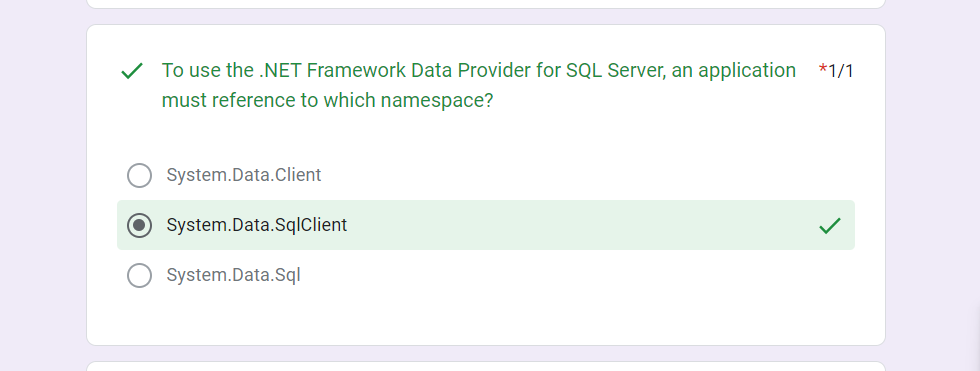 To use the .NET Framework Data Provider for SQL Server, an application *1/1
must reference to which namespace?
System.Data.Client
System.Data.SqlClient
System.Data.Sql